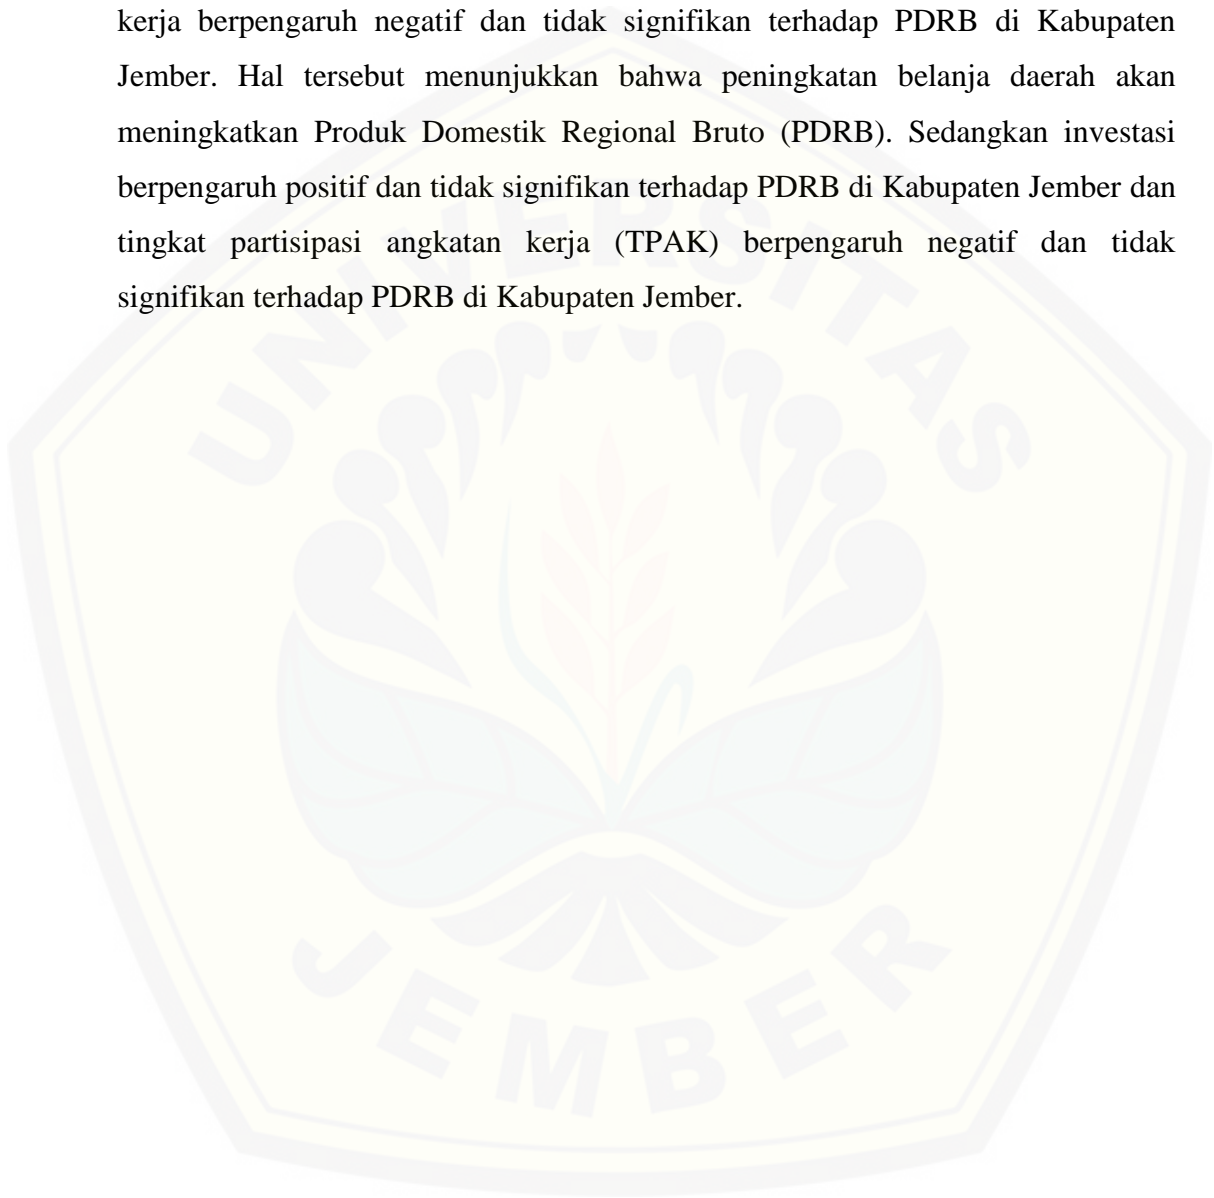 kerja berpengaruh negatif dan tidak signifikan terhadap PDRB di Kabupaten
Jember. Hal tersebut menunjukkan bahwa peningkatan belanja daerah akan
meningkatkan Produk Domestik Regional Bruto (PDRB). Sedangkan investasi
berpengaruh positif dan tidak signifikan terhadap PDRB di Kabupaten Jember dan
tingkat partisipasi angkatan kerja (TPAK) berpengaruh negatif dan tidak
signifikan terhadap PDRB di Kabupaten Jember.
UNIVERSITAS
JEMBER